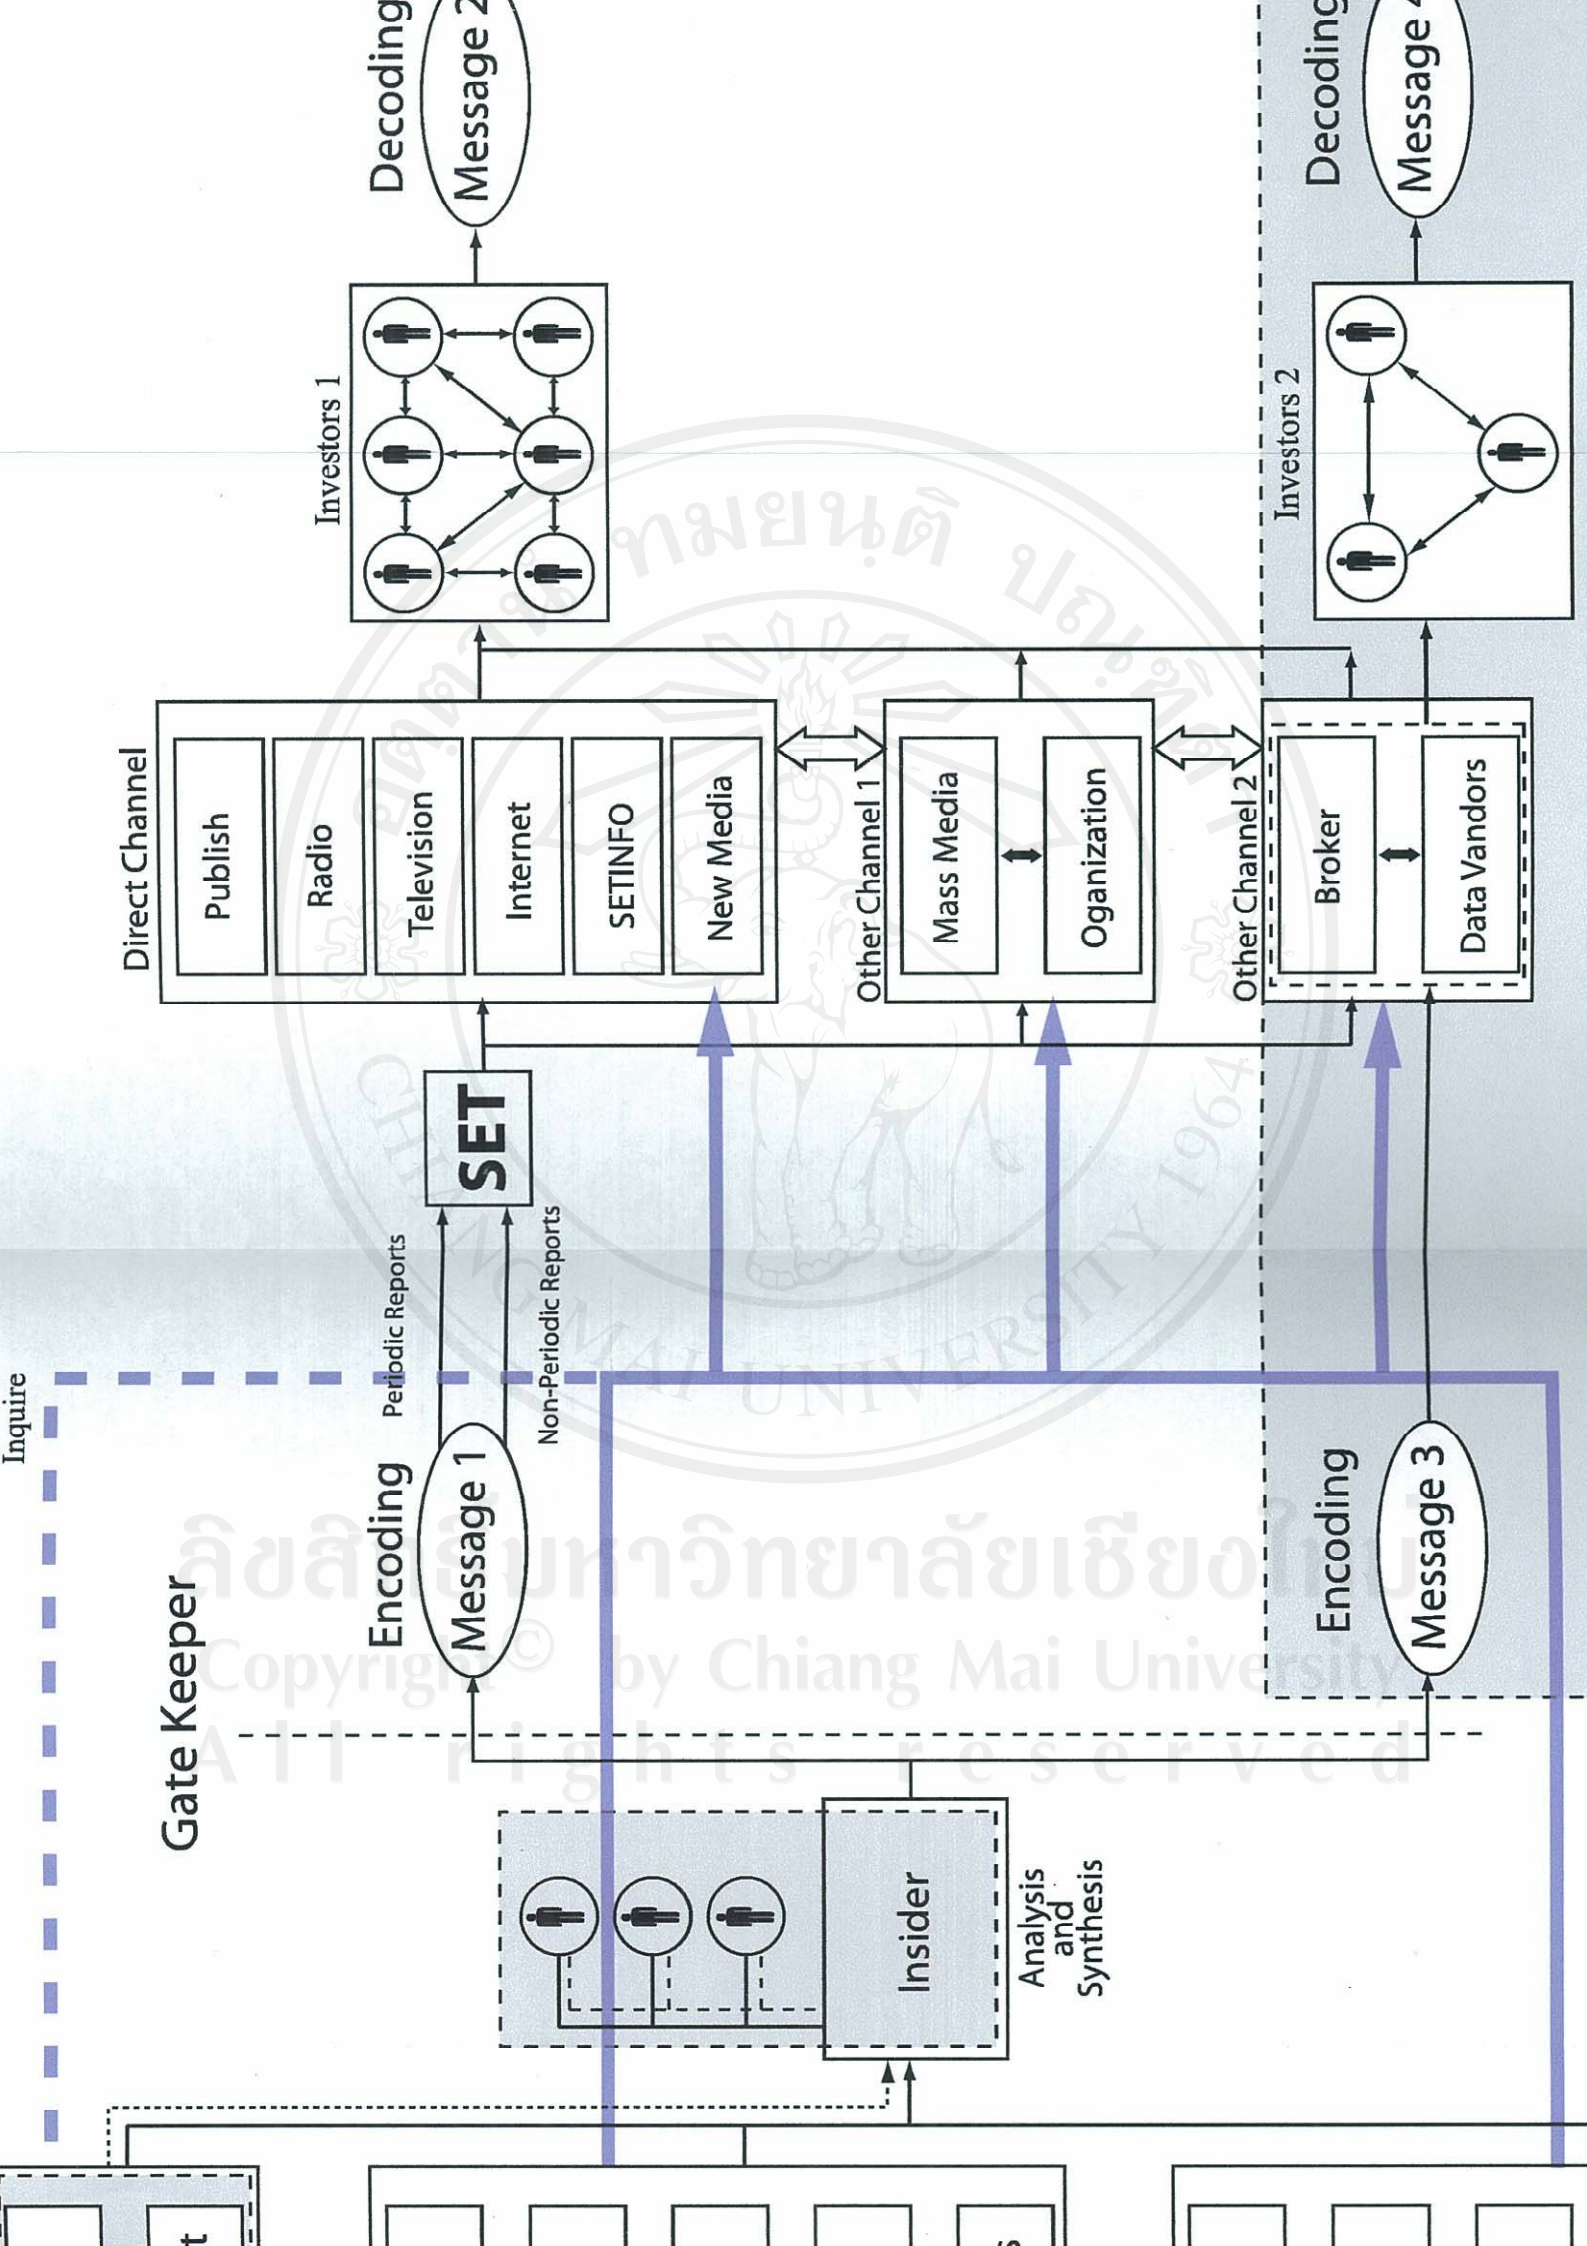 Inquire
Gate Keeper
Insider
Analysis
and
Synthesis
Encoding
Message 1
Periodic Reports
Non-Periodic Reports
SET
Direct Channel
Publish
Radio
Television
Internet
SETINFO
New Media
Other Channel 1
Mass Media
Oganization
Other Channel 2
Broker
Data Vandors
Investors 1
Decoding
Message 2
Encoding
Message 3
Investors 2
Decoding
Message 4
CHIANG MAI UNIVERSITY 1964
ลิขสิทธิ์มหาวิทยาลัยเชียงใหม่
Copyright© by Chiang Mai University
All rights reserved